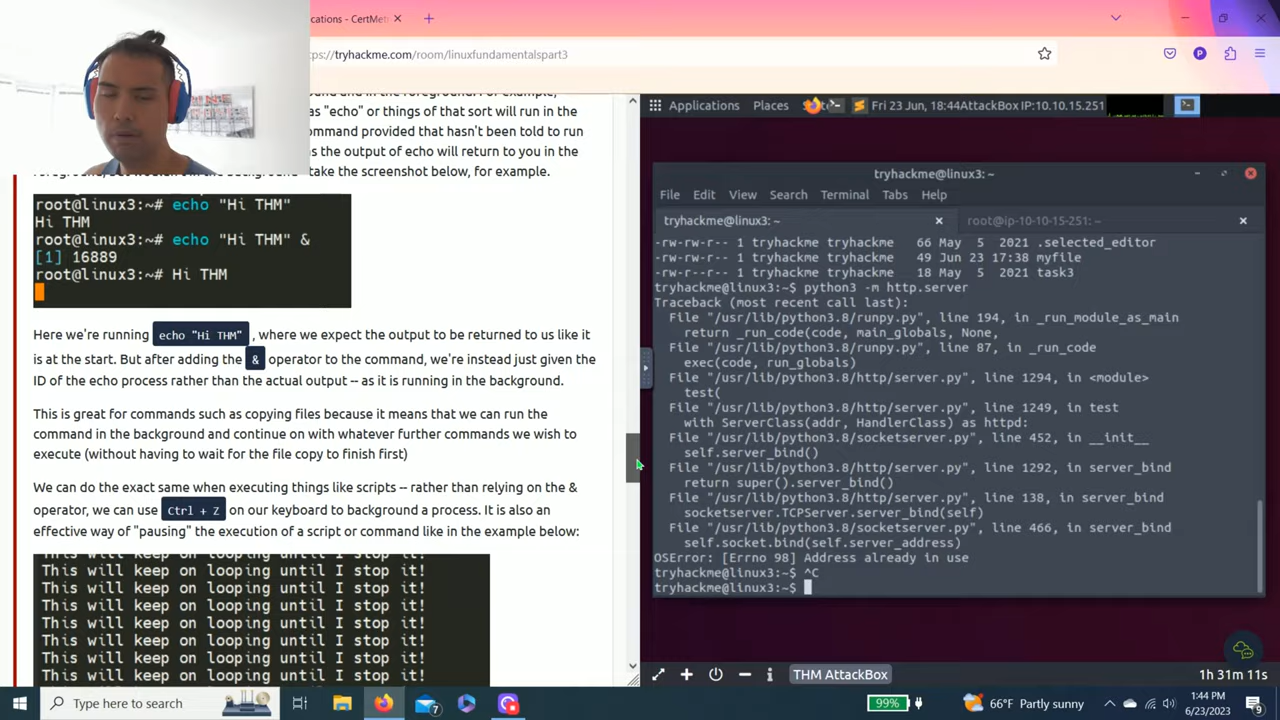 ications - CertMet
ps://tryhackme.com/room/linuxfundamentalspart3
P
as "echo" or things of that sort will run in the
ommand provided that hasn't been told to run
s the output of echo will return to you in the
take the screenshot below, for example.
root@linux3:~# echo "Hi THM"
Hi THM
root@linux3:~# echo "Hi THM" &
[1] 16889
root@linux3:~# Hi THM
Here we're running echo "Hi THM" , where we expect the output to be returned to us like it
is at the start. But after adding the & operator to the command, we're instead just given the
ID of the echo process rather than the actual output -- as it is running in the background.
This is great for commands such as copying files because it means that we can run the
command in the background and continue on with whatever further commands we wish to
execute (without having to wait for the file copy to finish first)
We can do the exact same when executing things like scripts -- rather than relying on the &
operator, we can use Ctrl + Z on our keyboard to background a process. It is also an
effective way of "pausing" the execution of a script or command like in the example below:
This will keep on looping until I stop it!
This will keep on looping until I stop it!
This will keep on looping until I stop it!
This will keep on looping until I stop it!
This will keep on looping until I stop it!
This will keep on looping until I stop it!
This will keep on looping until I stop it!
This will keep on looping until I stop it!
Applications Places Fri 23 Jun, 18:44 AttackBox IP:10.10.15.251
tryhackme@linux3: ~
File Edit View Search Terminal Tabs Help
tryhackme@linux3: ~ root@ip-10-10-15-251: ~
-rw-rw-r-- 1 tryhackme tryhackme 66 May 5 2021 .selected_editor
-rw-rw-r-- 1 tryhackme tryhackme 49 Jun 23 17:38 myfile
-rw-rw-r-- 1 tryhackme tryhackme 18 May 5 2021 task3
tryhackme@linux3:~$ python3 -m http.server
Traceback (most recent call last):
File "/usr/lib/python3.8/runpy.py", line 194, in _run_module_as_main
return _run_code(code, main_globals, None,
File "/usr/lib/python3.8/runpy.py", line 87, in _run_code
exec(code, run_globals)
File "/usr/lib/python3.8/http/server.py", line 1294, in <module>
test(
File "/usr/lib/python3.8/http/server.py", line 1249, in test
with ServerClass(addr, HandlerClass) as httpd:
File "/usr/lib/python3.8/socketserver.py", line 452, in __init__
self.server_bind()
File "/usr/lib/python3.8/http/server.py", line 1292, in server_bind
return super().server_bind()
File "/usr/lib/python3.8/http/server.py", line 138, in server_bind
socketserver.TCPServer.server_bind(self)
File "/usr/lib/python3.8/socketserver.py", line 466, in server_bind
self.socket.bind(self.server_address)
OSError: [Errno 98] Address already in use
tryhackme@linux3:~$ ^C
tryhackme@linux3:~$
THM AttackBox 1h 31m 11s
Type here to search
7
99%
66°F Partly sunny
1:44 PM
6/23/2023
9